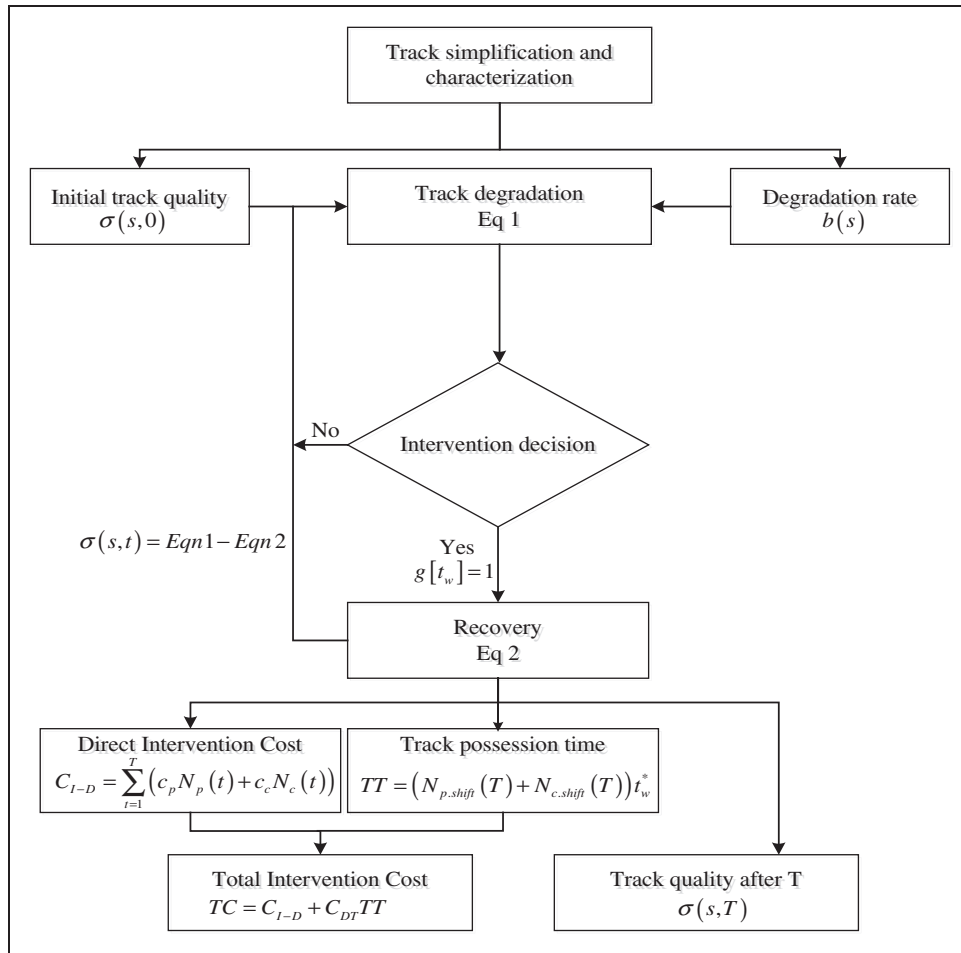 Track simplification and
characterization
Initial track quality
σ(s,0)
Track degradation
Eq 1
Degradation rate
b(s)
No
Intervention decision
σ(s,t) = Eqn1 − Eqn2
Yes
g[t_w]=1
Recovery
Eq 2
Direct Intervention Cost
C_{I-D} = \sum_{t=1}^{T} (c_p N_p(t) + c_c N_c(t))
Track possession time
TT = (N_{p.shift}(T) + N_{c.shift}(T)) t_w^*
Total Intervention Cost
TC = C_{I-D} + C_{DT}TT
Track quality after T
σ(s,T)